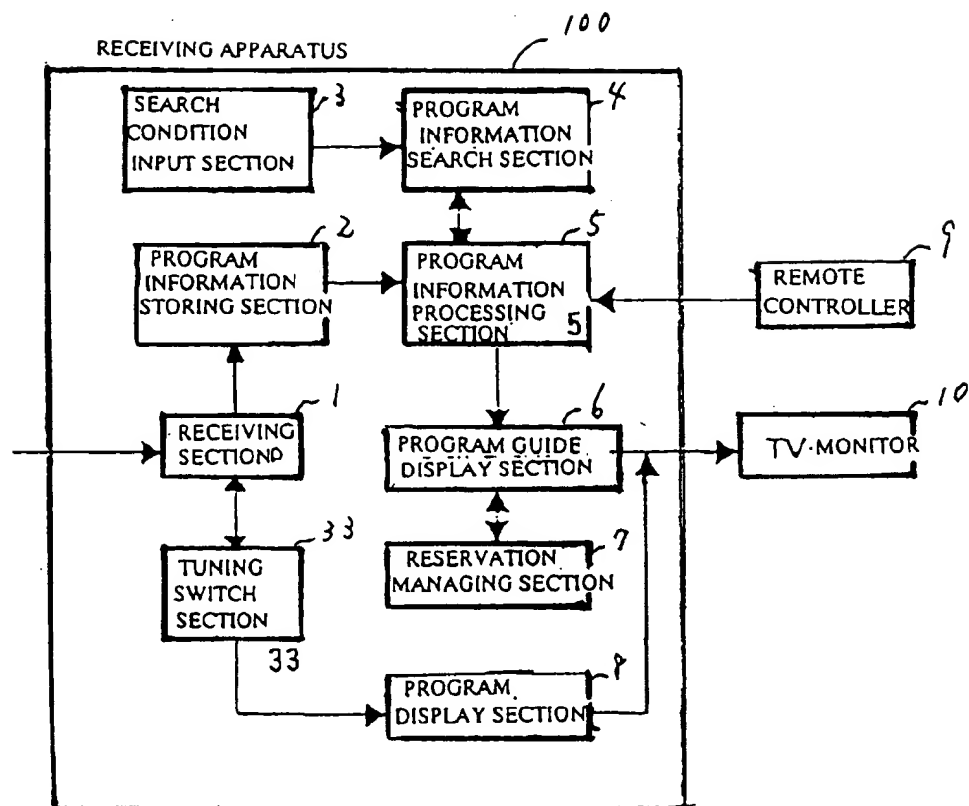 100
RECEIVING APPARATUS
3
SEARCH
CONDITION
INPUT SECTION
4
PROGRAM
INFORMATION
SEARCH SECTION
2
PROGRAM
INFORMATION
STORING SECTION
5
PROGRAM
INFORMATION
PROCESSING
SECTION 5
9
REMOTE
CONTROLLER
1
RECEIVING
SECTION
6
PROGRAM GUIDE
DISPLAY SECTION
10
TV·MONITOR
33
TUNING
SWITCH
SECTION
33
7
RESERVATION
MANAGING SECTION
8
PROGRAM
DISPLAY SECTION